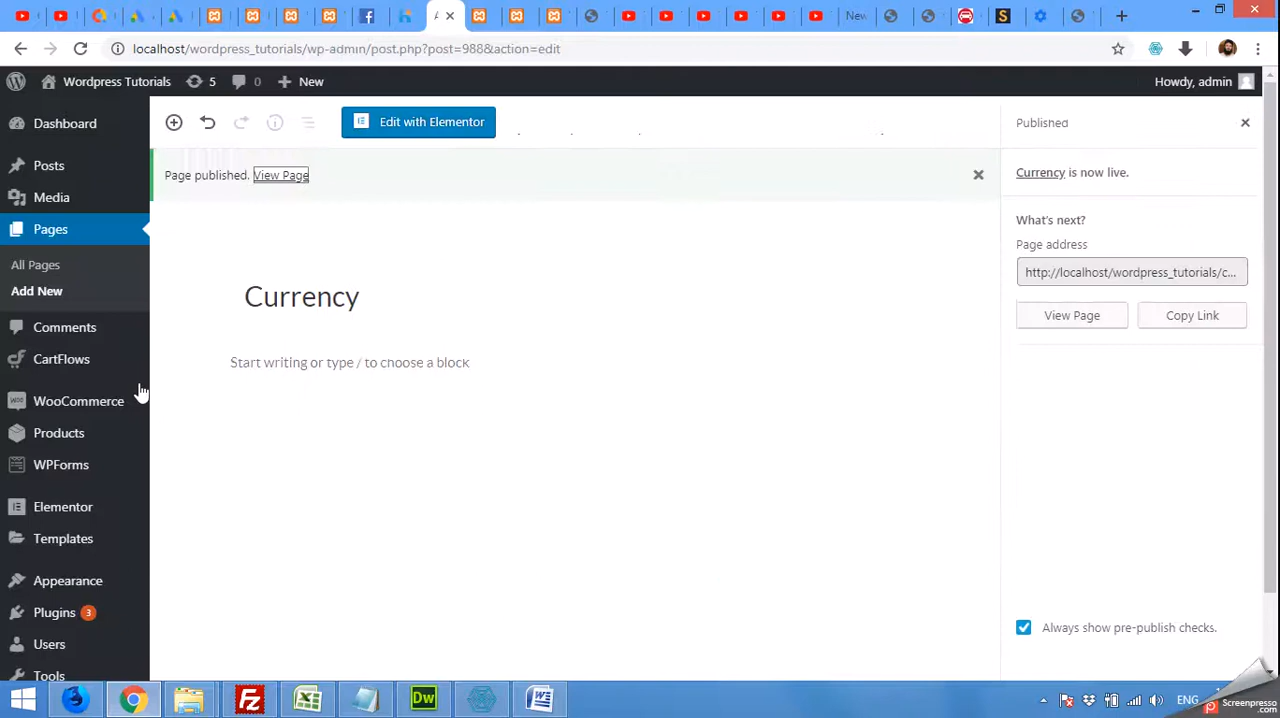 New
localhost/wordpress_tutorials/wp-admin/post.php?post=988&action=edit
Wordpress Tutorials 5 0 New Howdy, admin
Dashboard
Posts
Media
Pages
All Pages
Add New
Comments
CartFlows
WooCommerce
Products
WPForms
Elementor
Templates
Appearance
Plugins 3
Users
Tools
Edit with Elementor
Page published. View Page
Currency
Start writing or type / to choose a block
Published
Currency is now live.
What's next?
Page address
http://localhost/wordpress_tutorials/c...
View Page Copy Link
Always show pre-publish checks.
ENG
Screenpresso
.com